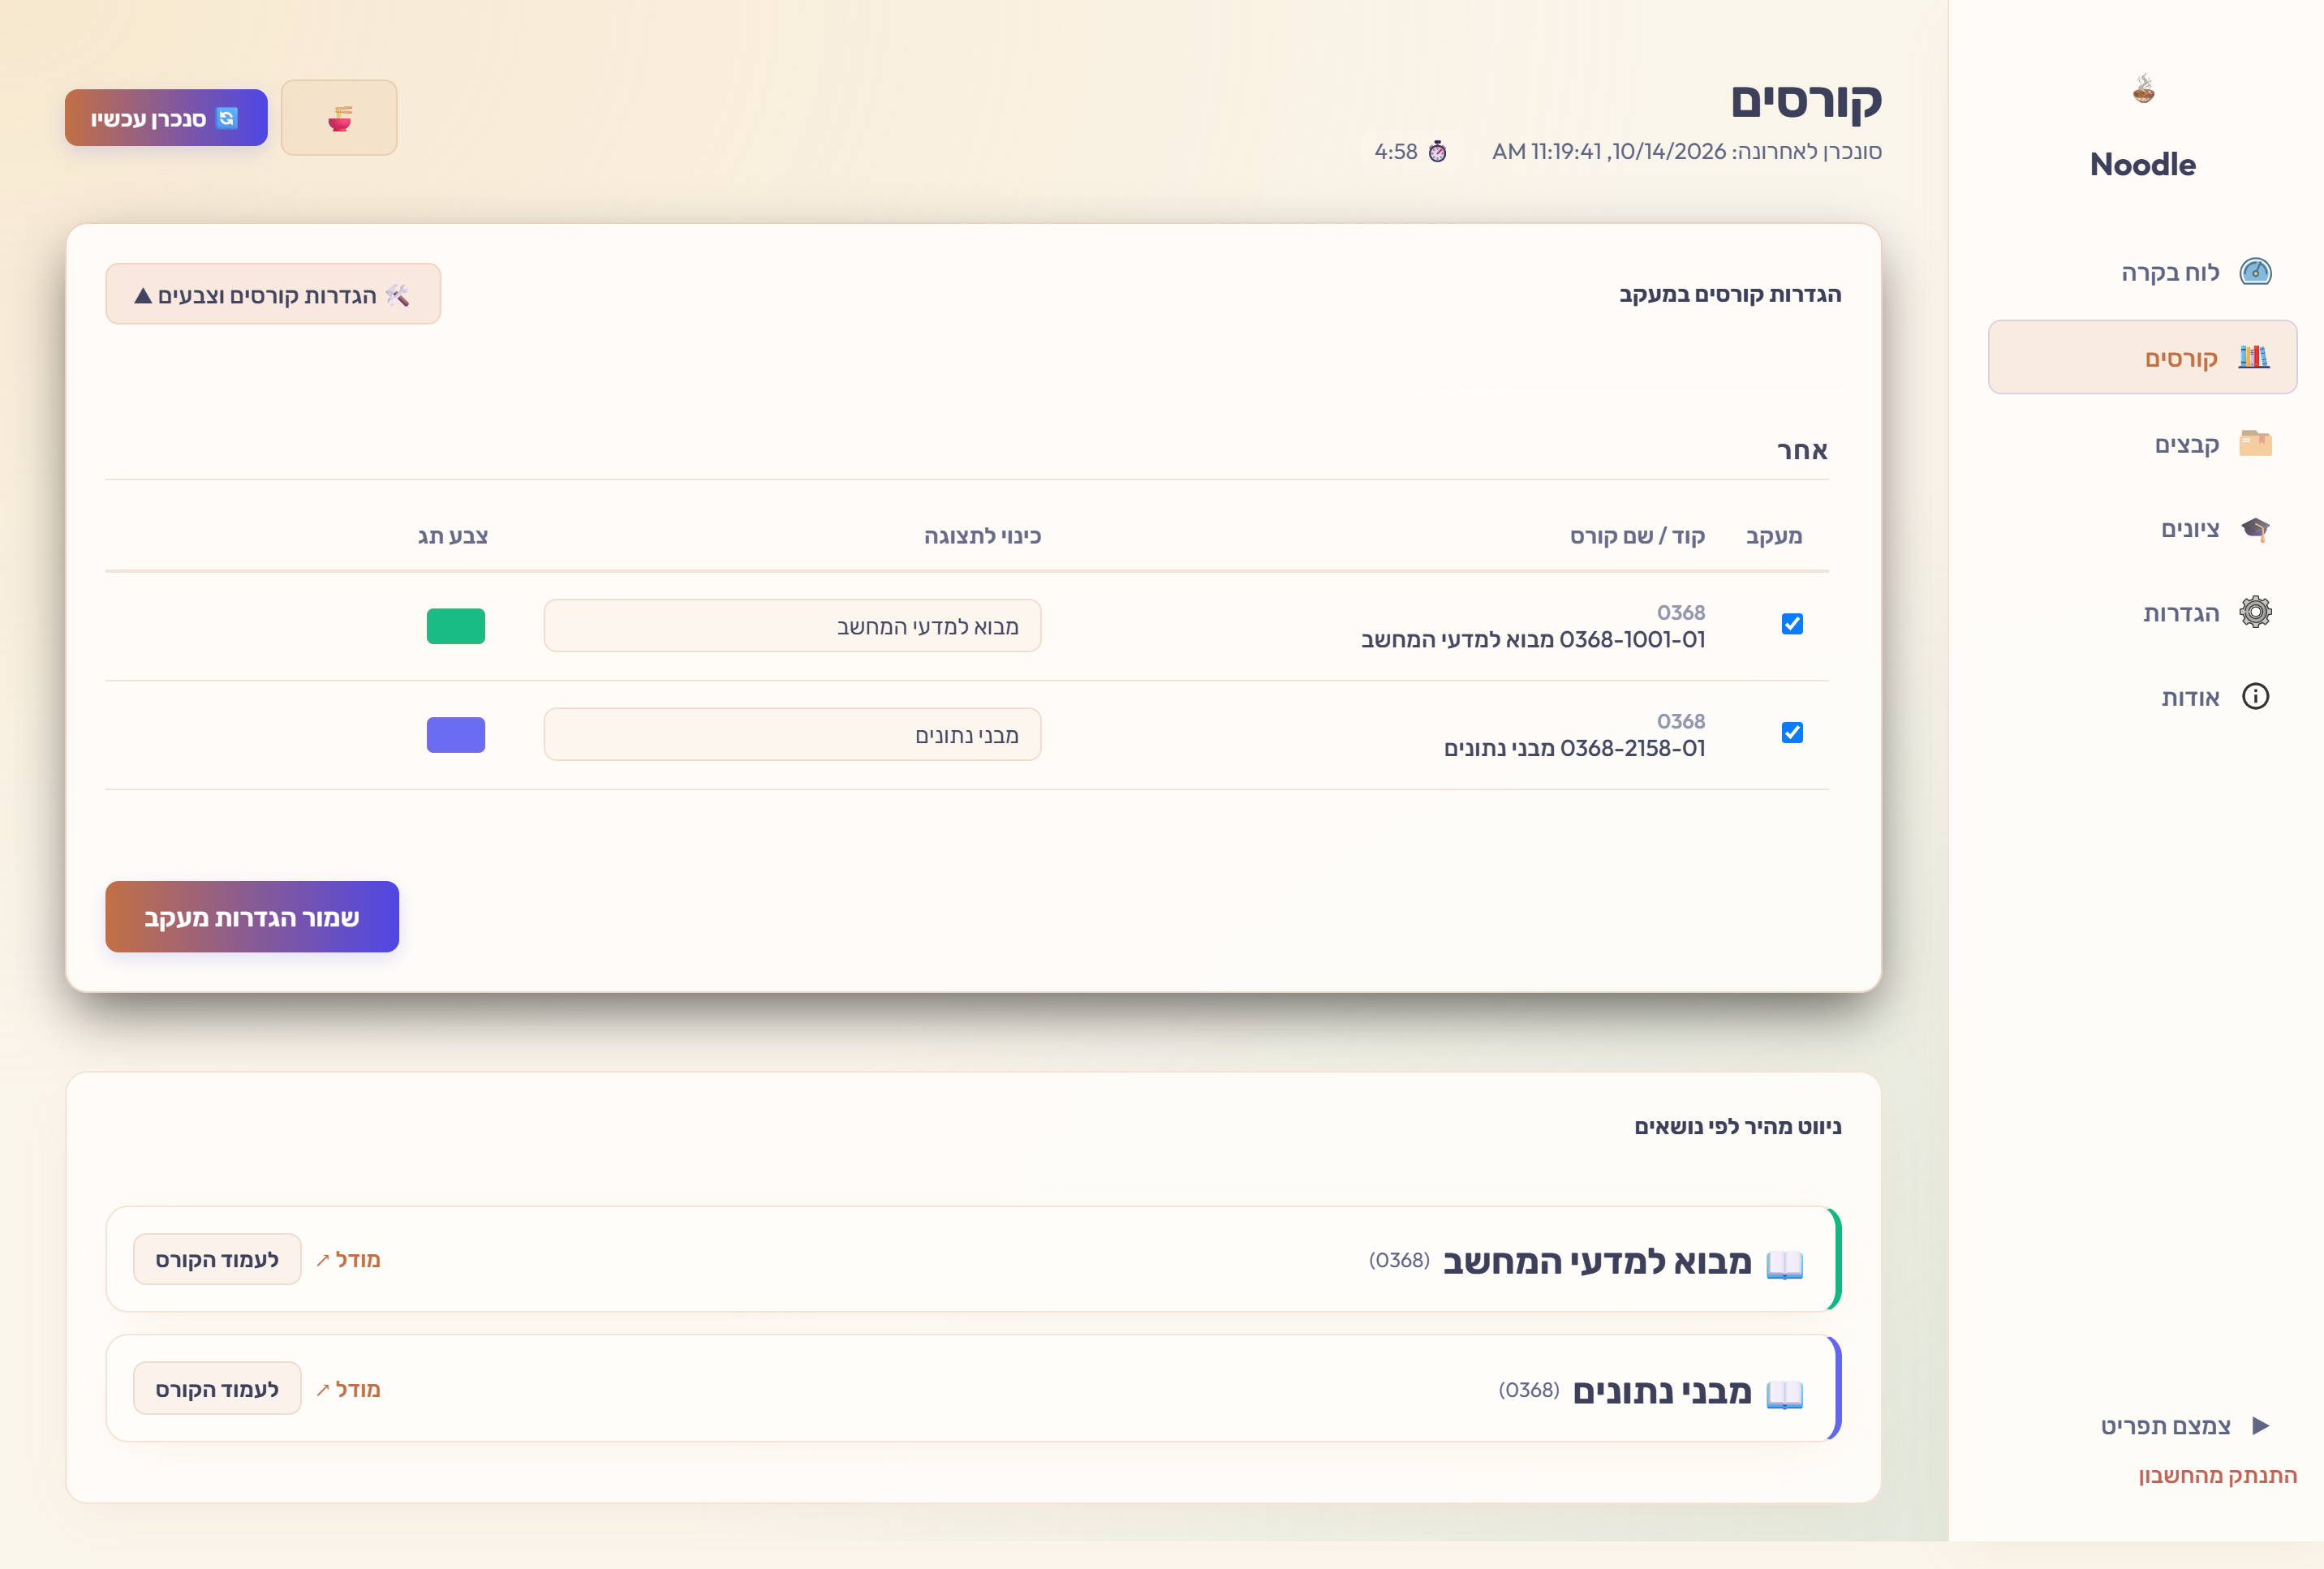 Noodle
לוח בקרה
קורסים
קבצים
ציונים
הגדרות
אודות
צמצם תפריט
התנתק מהחשבון
קורסים
סונכרן לאחרונה: 10/14/2026, 11:19:41 AM
4:58
סנכרן עכשיו
הגדרות קורסים במעקב
הגדרות קורסים וצבעים ▲
אחר
מעקב
קוד / שם קורס
כינוי לתצוגה
צבע תג
0368
0368-1001-01 מבוא למדעי המחשב
מבוא למדעי המחשב
0368
0368-2158-01 מבני נתונים
מבני נתונים
שמור הגדרות מעקב
ניווט מהיר לפי נושאים
מבוא למדעי המחשב (0368)
מודל ↗
לעמוד הקורס
מבני נתונים (0368)
מודל ↗
לעמוד הקורס